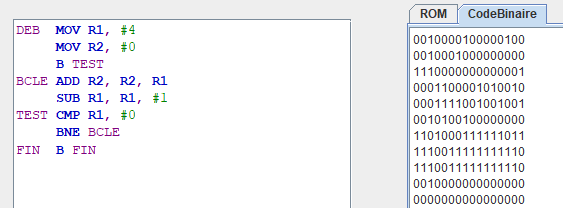 ROM CodeBinaire
DEB MOV R1, #4
MOV R2, #0
B TEST
BCLE ADD R2, R2, R1
SUB R1, R1, #1
TEST CMP R1, #0
BNE BCLE
FIN B FIN
0010000100000100
0010001000000000
1110000000000001
0001100001010010
0001111001001001
0010100100000000
1101000111111011
1110011111111110
1110011111111110
0010000000000000
0000000000000000